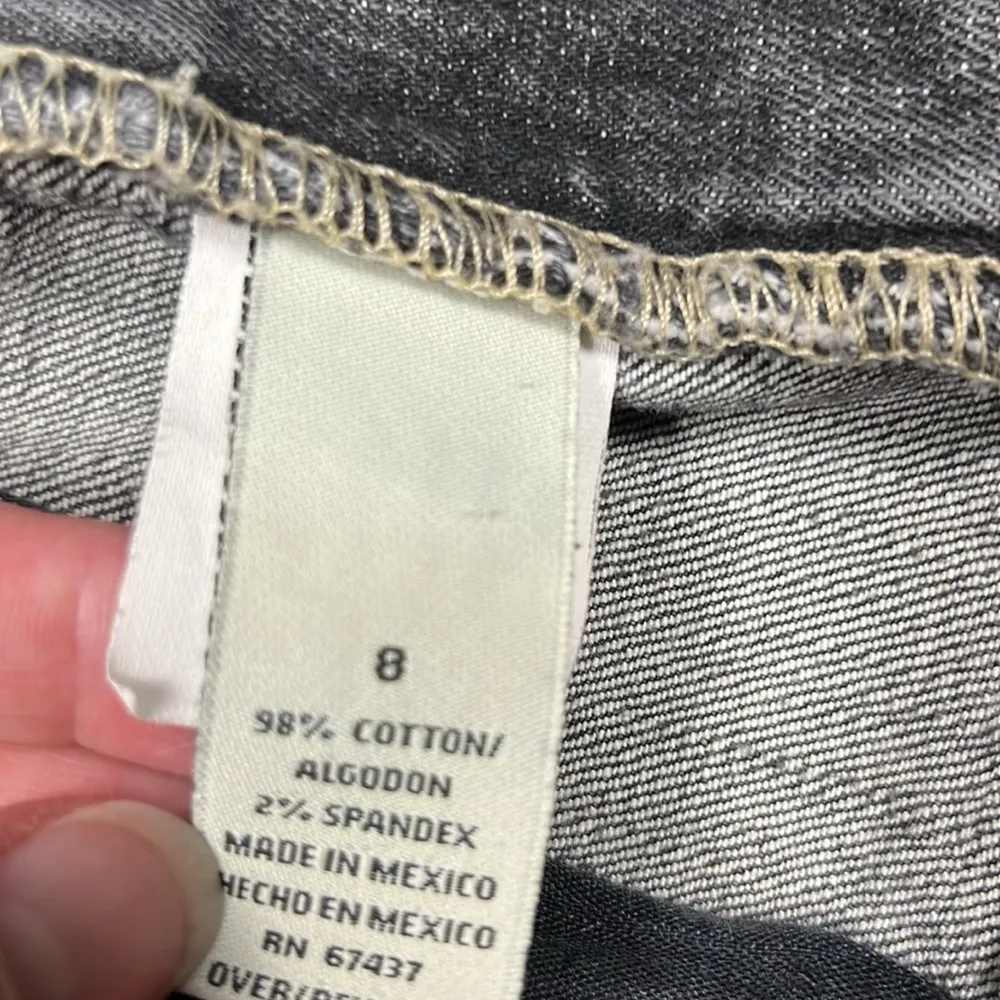 8
98% COTTON/
ALGODON
2% SPANDEX
MADE IN MEXICO
HECHO EN MEXICO
RN 67437